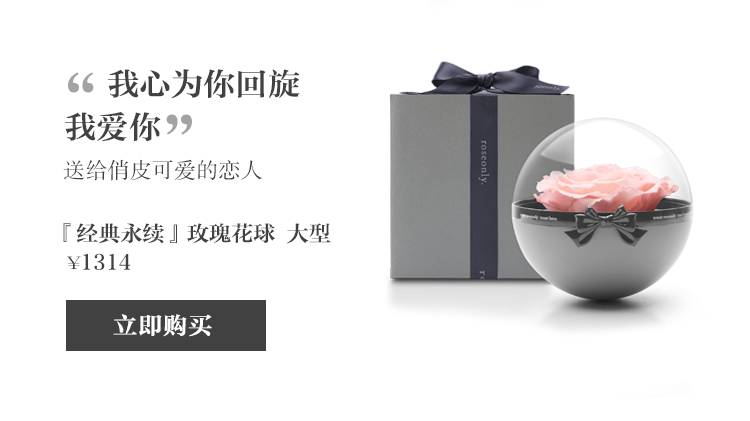 “ 我心为你回旋
我爱你 ”
送给俏皮可爱的恋人
『 经典永续 』 玫瑰花球 大型
¥1314
立即购买
roseonly.